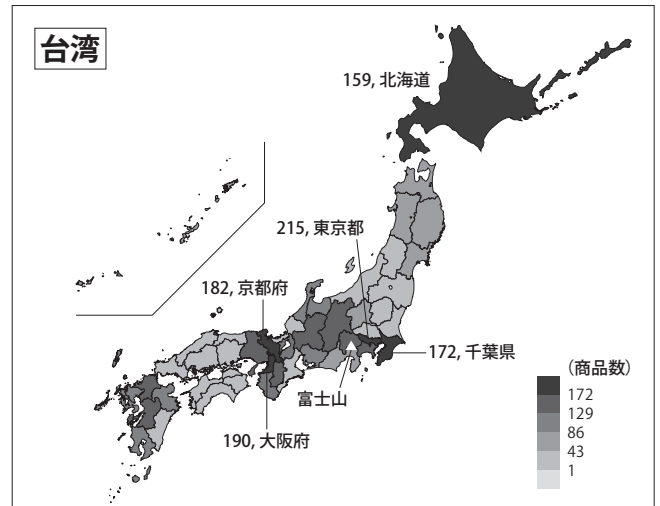 台湾
159, 北海道
215, 東京都
182, 京都府
172, 千葉県
富士山
190, 大阪府
(商品数)
172
129
86
43
1